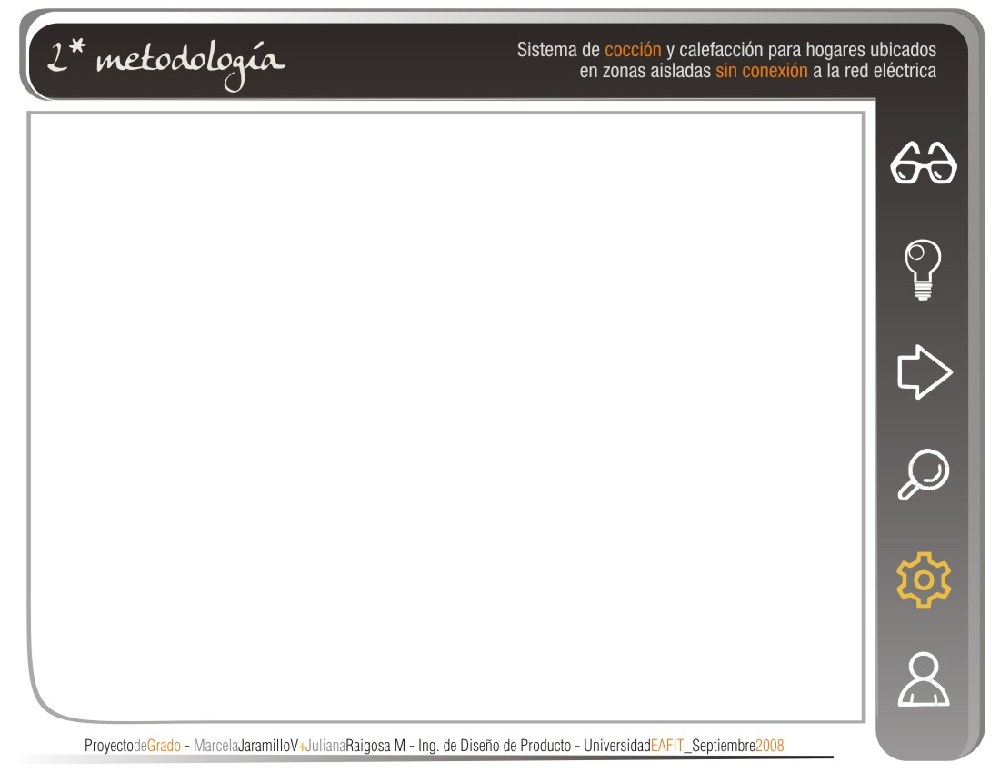 2* metodología
Sistema de cocción y calefacción para hogares ubicados
en zonas aisladas sin conexión a la red eléctrica
ProyectodeGrado - MarcelaJaramilloV+JulianaRaigosa M - Ing. de Diseño de Producto - UniversidadEAFIT_Septiembre2008